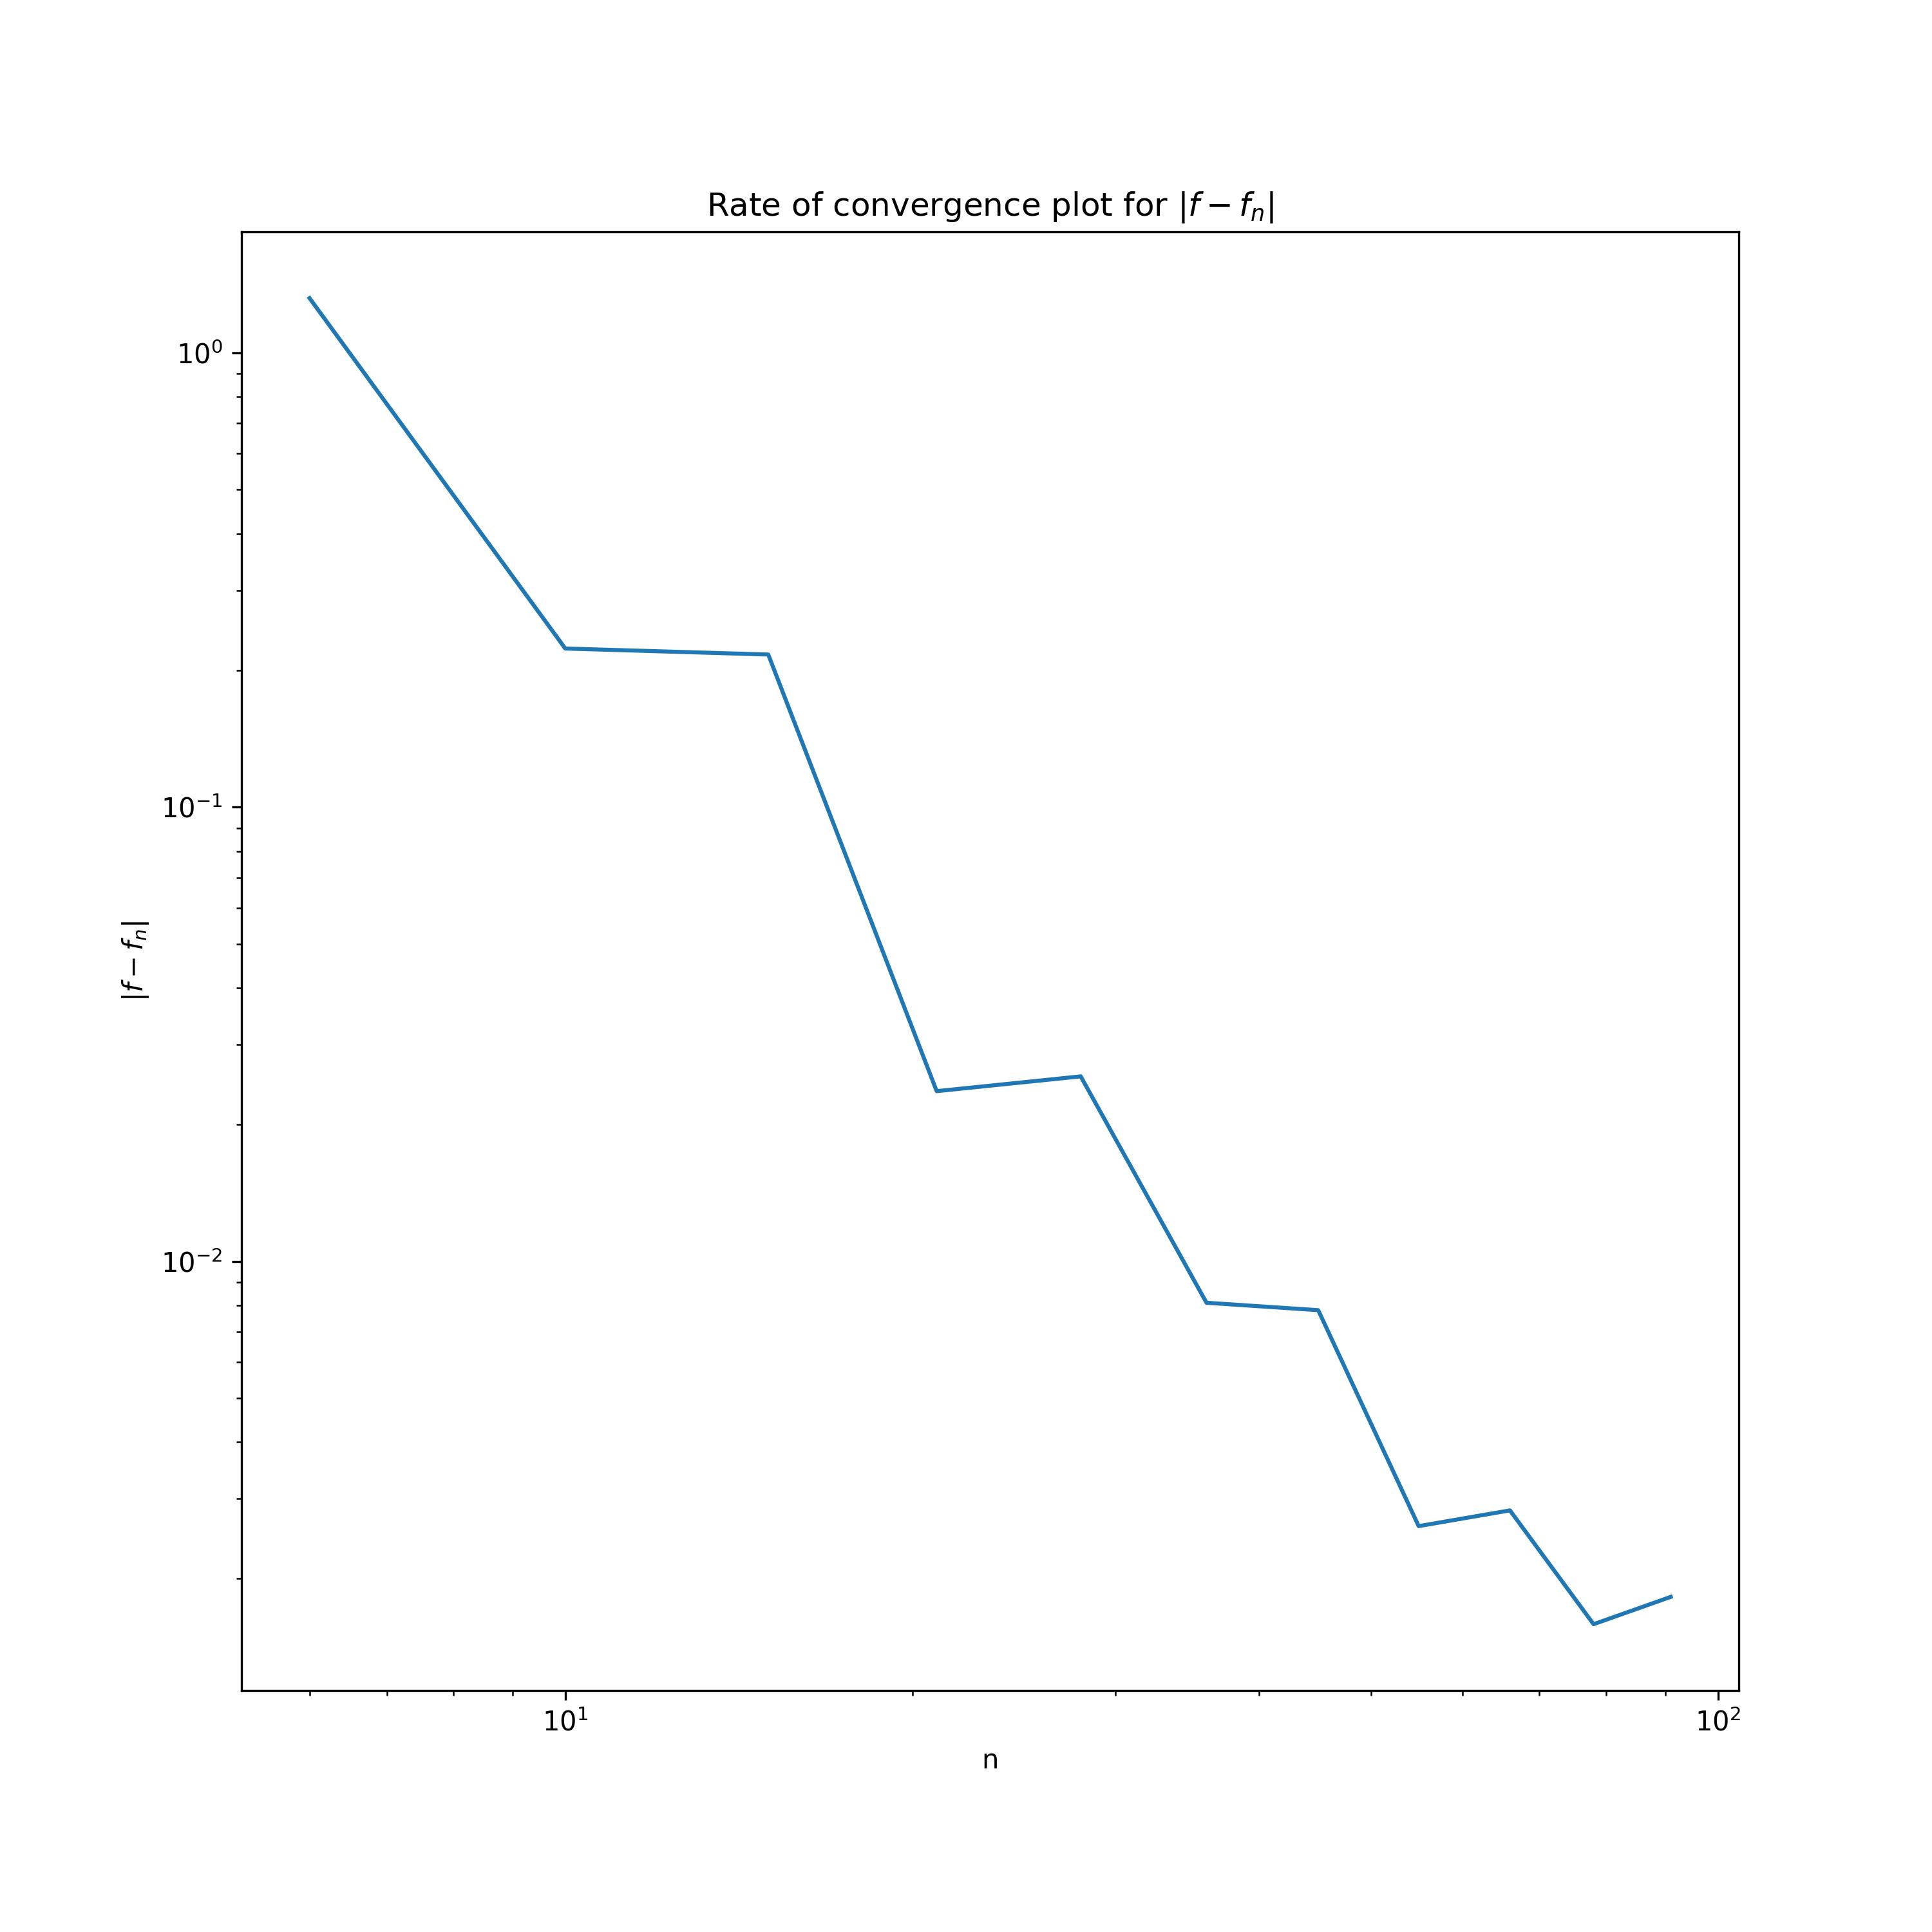 Rate of convergence plot for |f − fₙ|
10⁰
10⁻¹
|f − fₙ|
10⁻²
10¹
10²
n